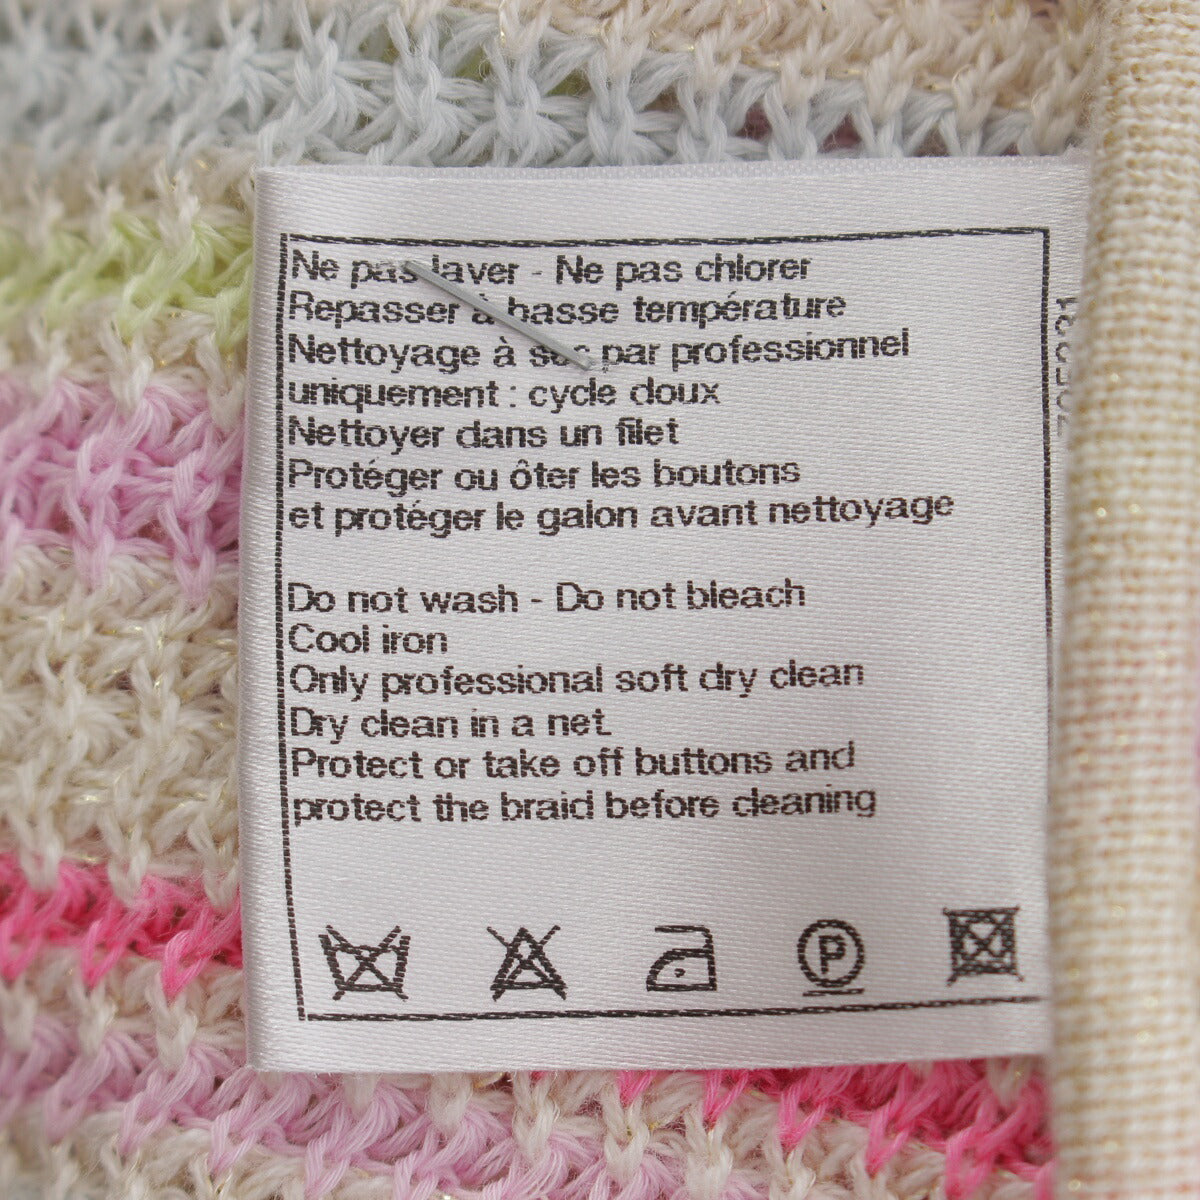 Ne pas laver - Ne pas chlorer
Repasser à basse température
Nettoyage à sec par professionnel
uniquement : cycle doux
Nettoyer dans un filet
Protéger ou ôter les boutons
et protéger le galon avant nettoyage
Do not wash - Do not bleach
Cool iron
Only professional soft dry clean
Dry clean in a net
Protect or take off buttons and
protect the braid before cleaning
P